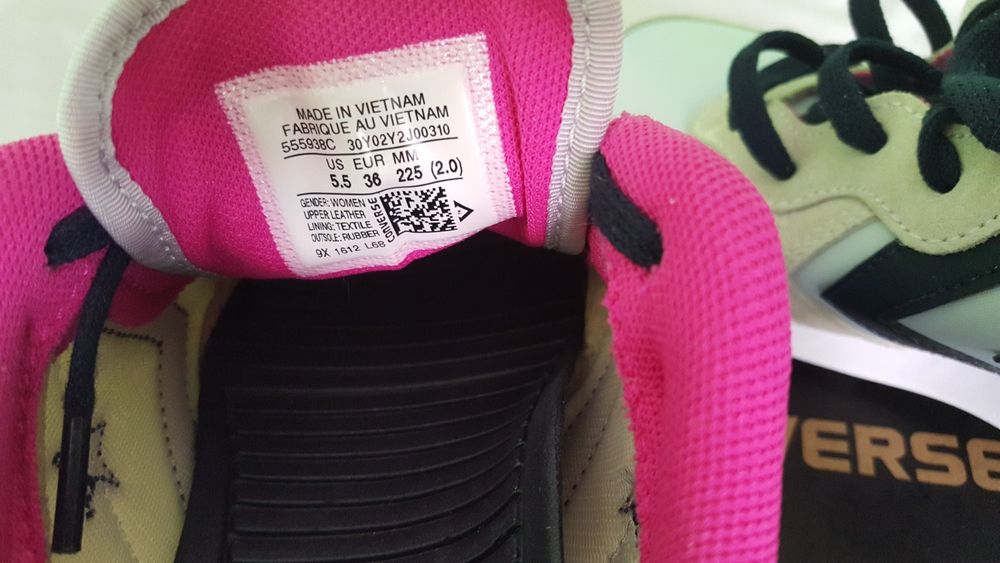 MADE IN VIETNAM
FABRIQUE AU VIETNAM
555938C 30Y02Y2J00310
US EUR MM
5.5 36 225 (2.0)
GENDER: WOMEN
UPPER LEATHER
LINING: TEXTILE
OUTSOLE: RUBBER
CONVERSE
9X 1612 L68
VERSE